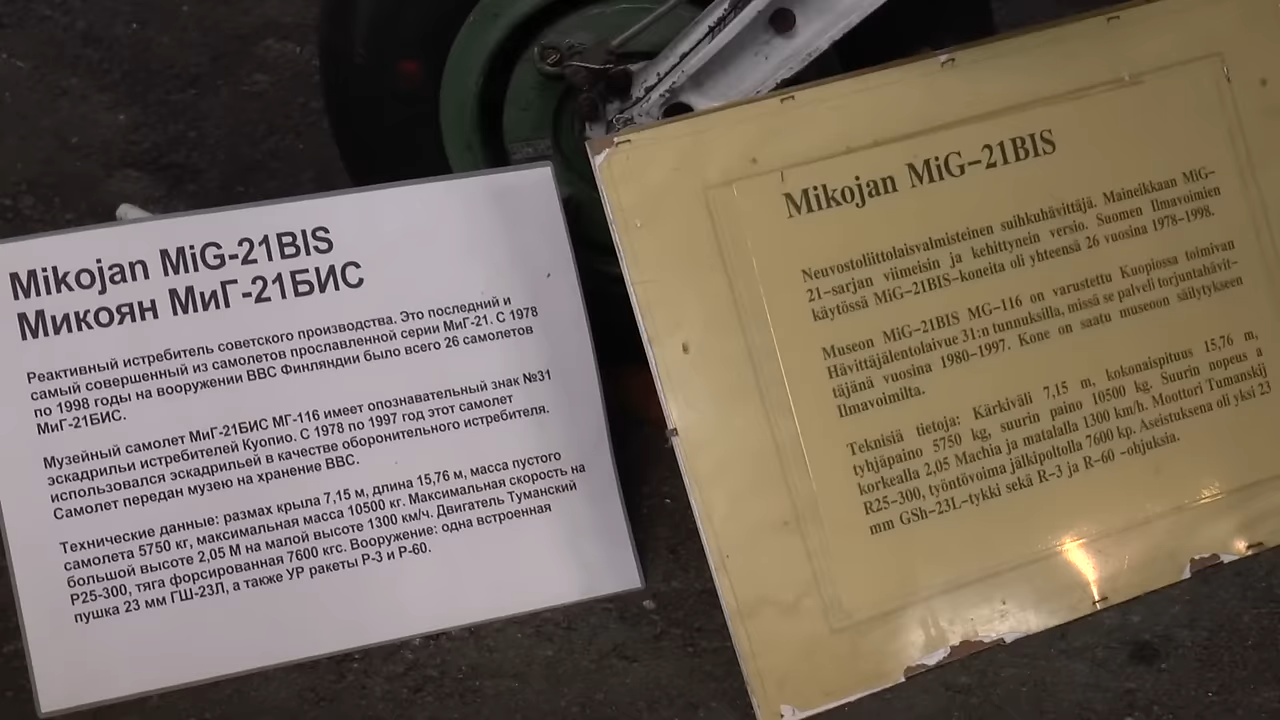 Mikojan MiG-21BIS
Микоян МиГ-21БИС
Реактивный истребитель советского производства. Это последний и
самый совершенный из самолетов прославленной серии МиГ-21. С 1978
по 1998 годы на вооружении ВВС Финляндии было всего 26 самолетов
МиГ-21БИС.
Музейный самолет МиГ-21БИС МГ-116 имеет опознавательный знак №31
эскадрильи истребителей Куопио. С 1978 по 1997 год этот самолет
использовался эскадрильей в качестве оборонительного истребителя.
Самолет передан музею на хранение ВВС.
Технические данные: размах крыла 7,15 м, длина 15,76 м, масса пустого
самолета 5750 кг, максимальная масса 10500 кг. Максимальная скорость на
большой высоте 2,05 М на малой высоте 1300 км/ч. Двигатель Туманский
Р25-300, тяга форсированная 7600 кгс. Вооружение: одна встроенная
пушка 23 мм ГШ-23Л, а также УР ракеты Р-3 и Р-60.
Mikojan MiG-21BIS
Neuvostoliittolaisvalmisteinen suihkuhävittäjä. Maineikkaan MiG-
21-sarjan viimeisin ja kehittynein versio. Suomen Ilmavoimien
käytössä MiG-21BIS-koneita oli yhteensä 26 vuosina 1978-1998.
Museon MiG-21BIS MG-116 on varustettu Kuopiossa toimivan
Hävittäjälentolaivue 31:n tunnuksilla, missä se palveli torjuntahävit-
täjänä vuosina 1980-1997. Kone on saatu museoon säilytykseen
Ilmavoimilta.
Teknisiä tietoja: Kärkiväli 7,15 m, kokonaispituus 15,76 m,
tyhjäpaino 5750 kg, suurin paino 10500 kg. Suurin nopeus a
korkealla 2,05 Machia ja matalalla 1300 km/h. Moottori Tumanskij
R25-300, työntövoima jälkipoltolla 7600 kp. Aseistuksena oli yksi 23
mm GSh-23L-tykki sekä R-3 ja R-60 -ohjuksia.